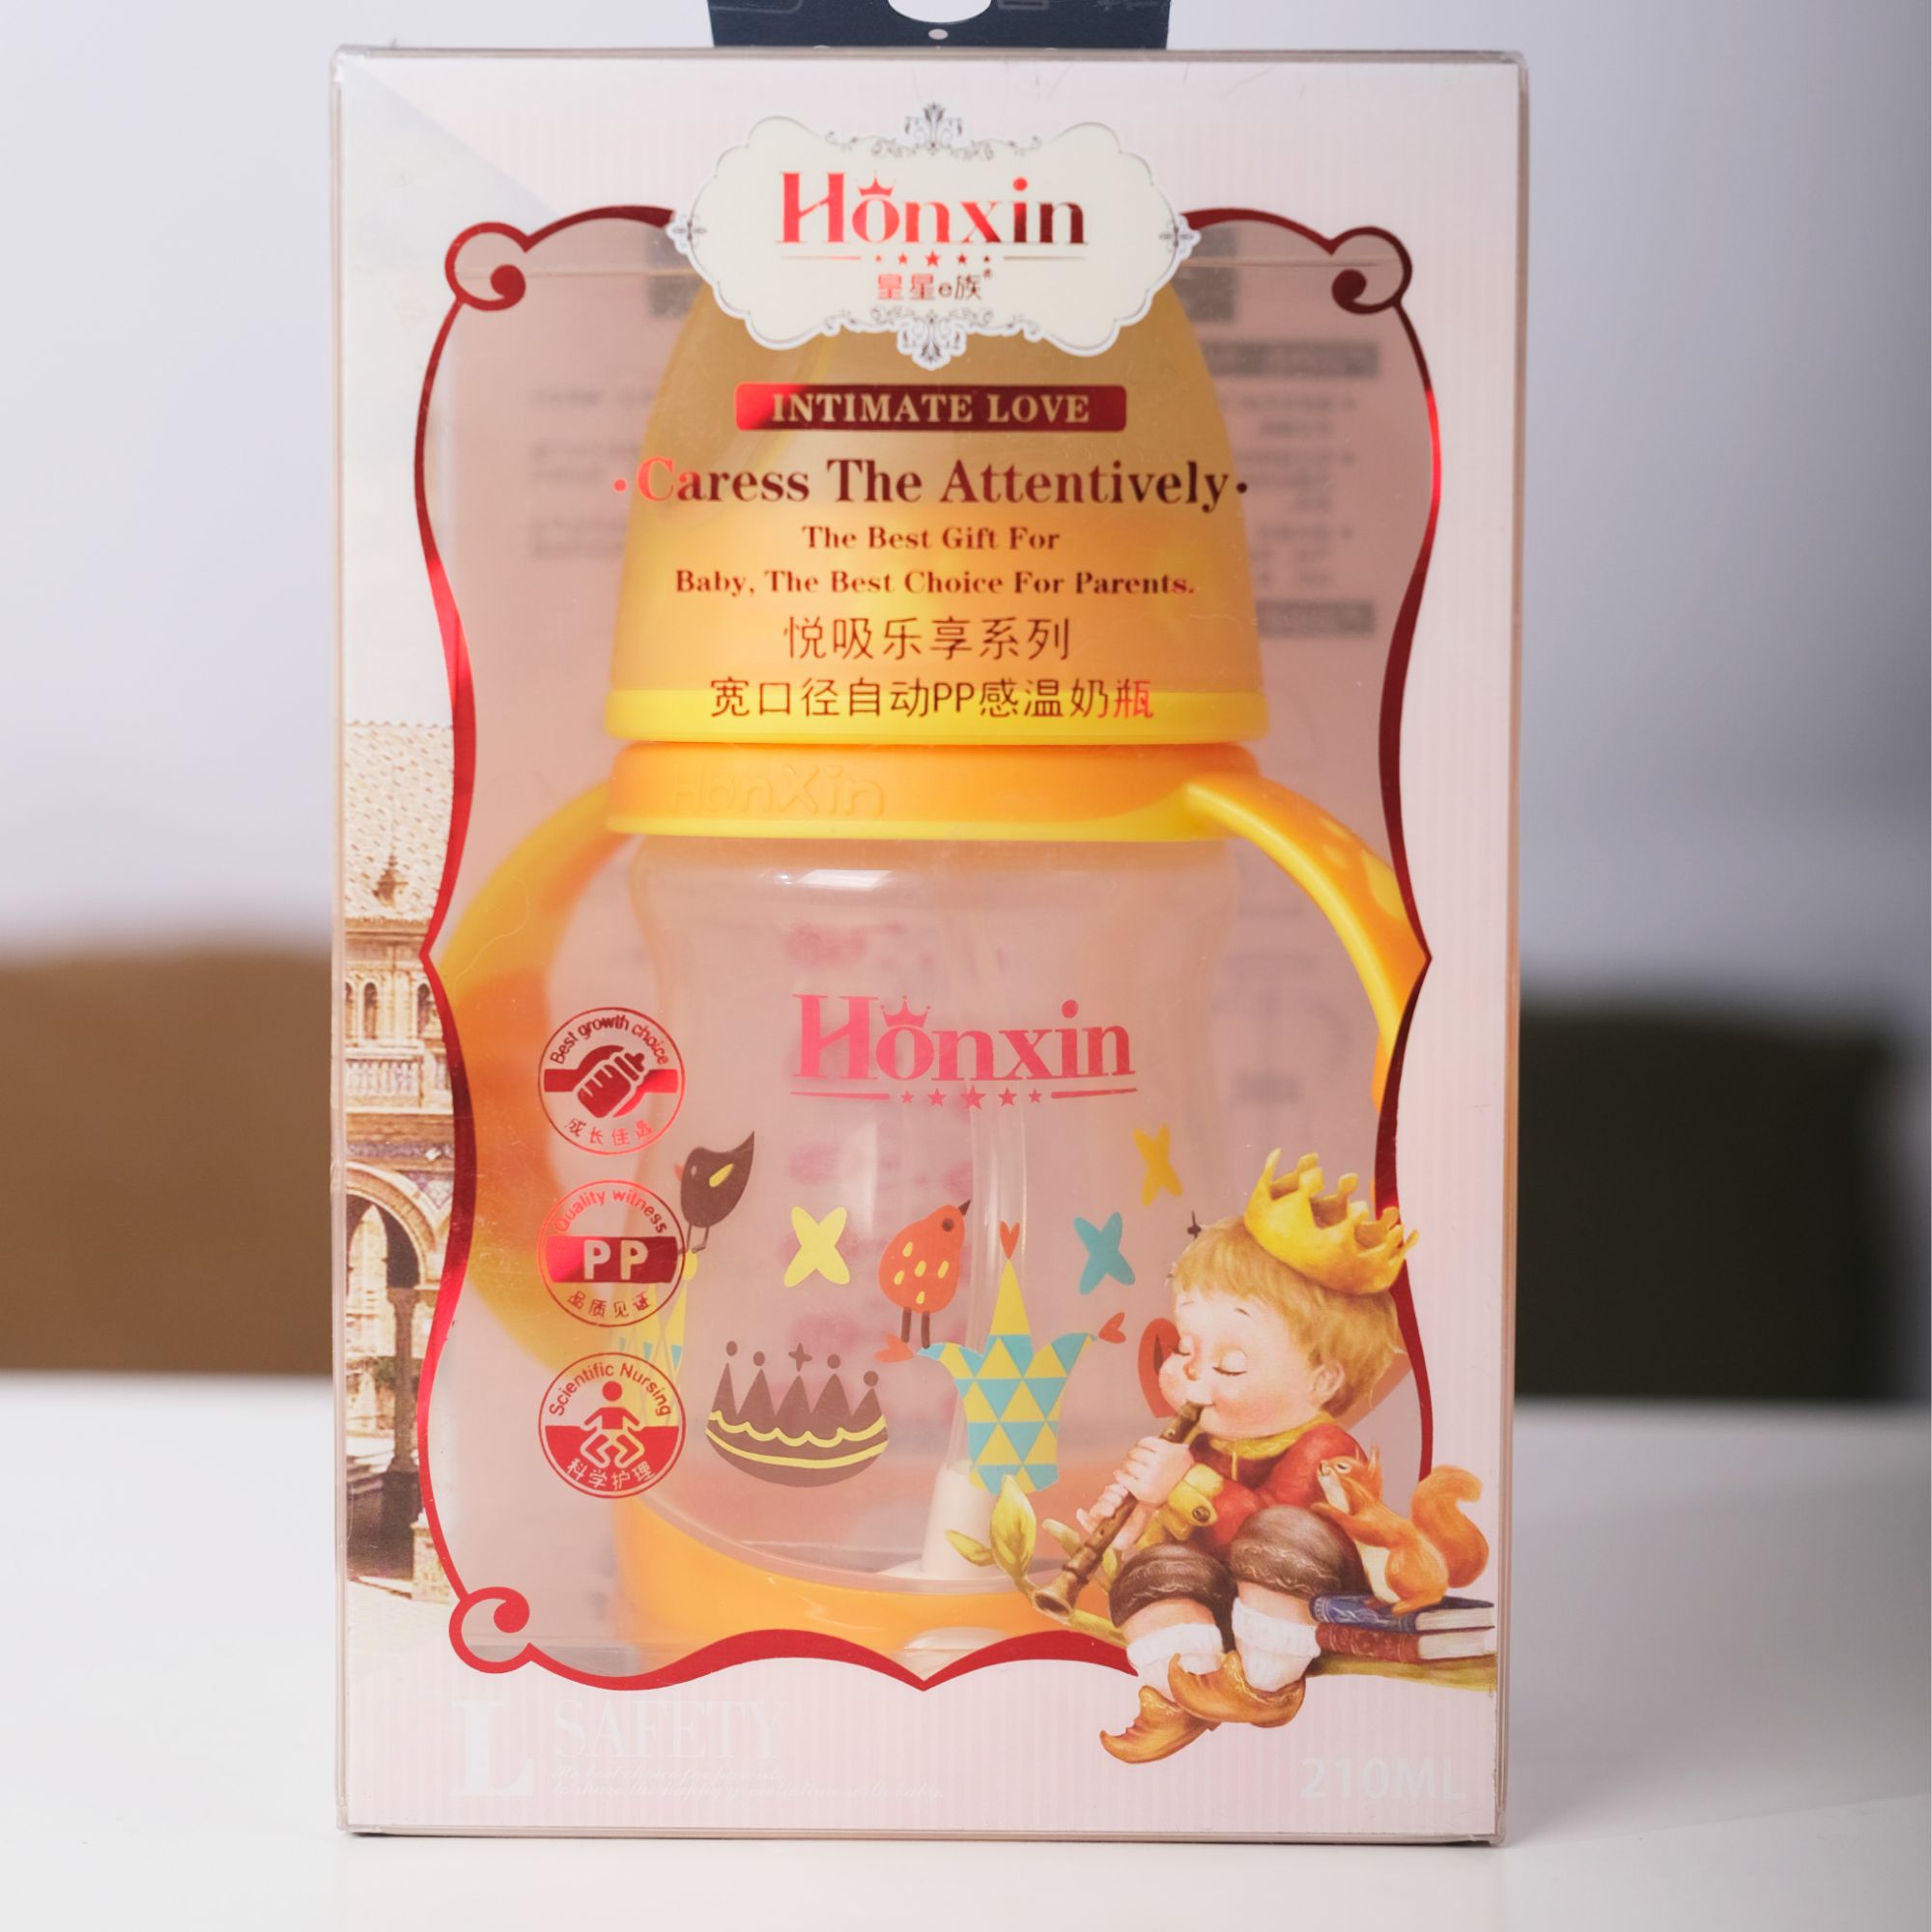 Honxin
皇星e族
INTIMATE LOVE
·Caress The Attentively·
The Best Gift For
Baby, The Best Choice For Parents.
悦吸乐享系列
宽口径自动PP感温奶瓶
HonXin
Honxin
Best growth choice
成长佳选
Quality witness
PP
品质见证
Scientific Nursing
科学护理
L SAFETY
210ML